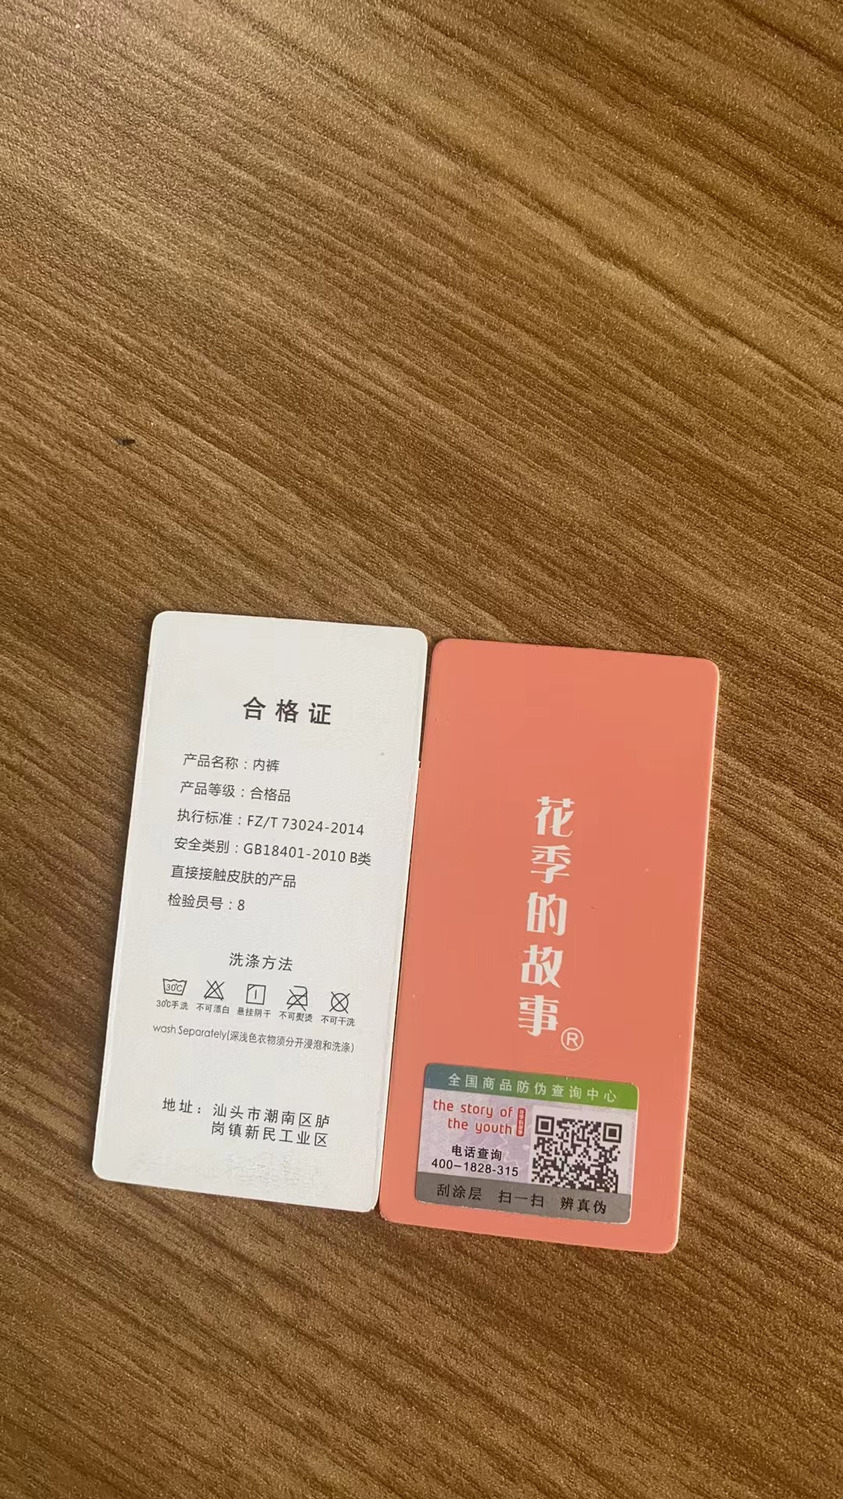 合格证
产品名称：内裤
产品等级：合格品
执行标准：FZ/T 73024-2014
安全类别：GB18401-2010 B类
直接接触皮肤的产品
检验员号：8
洗涤方法
30℃
30℃手洗 不可漂白 悬挂阴干 不可熨烫 不可干洗
wash Separately(深浅色衣物须分开浸泡和洗涤)
地址：汕头市潮南区胪
岗镇新民工业区
花季的故事®
全国商品防伪查询中心
the story of
the youth
电话查询
400-1828-315
刮涂层 扫一扫 辨真伪